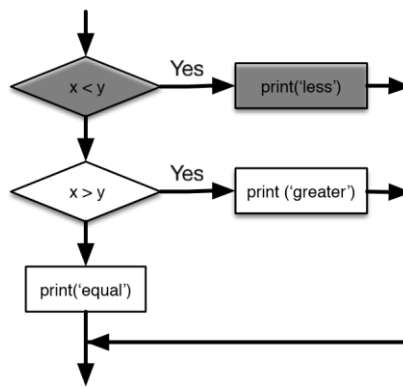 Yes
x < y
print(‘less’)
Yes
x > y
print (‘greater’)
print(‘equal’)